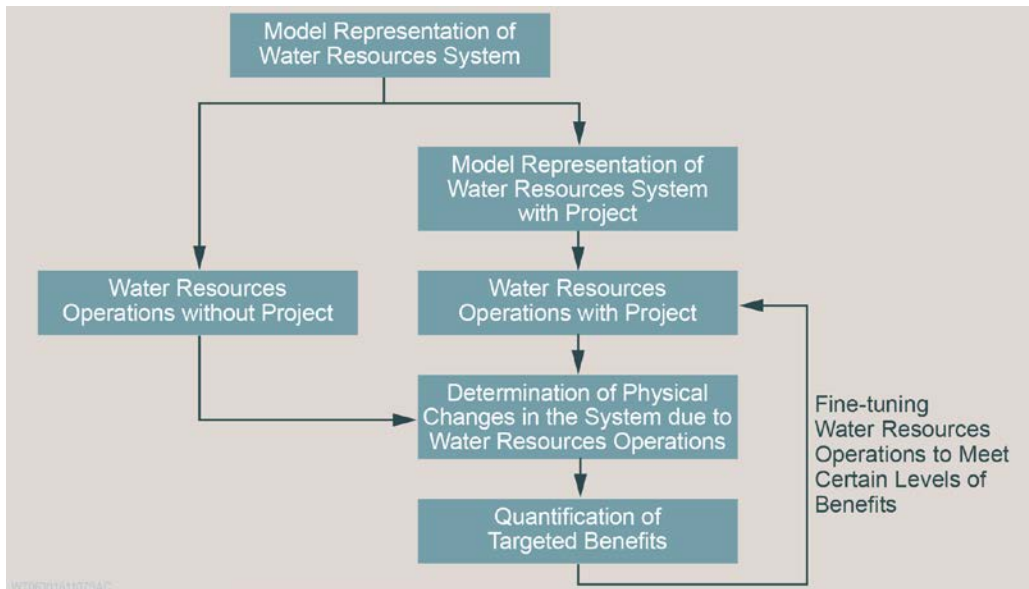 Model Representation of
Water Resources System
Model Representation of
Water Resources System
with Project
Water Resources
Operations without Project
Water Resources
Operations with Project
Determination of Physical
Changes in the System due to
Water Resources Operations
Quantification of
Targeted Benefits
Fine-tuning
Water Resources
Operations to Meet
Certain Levels of
Benefits